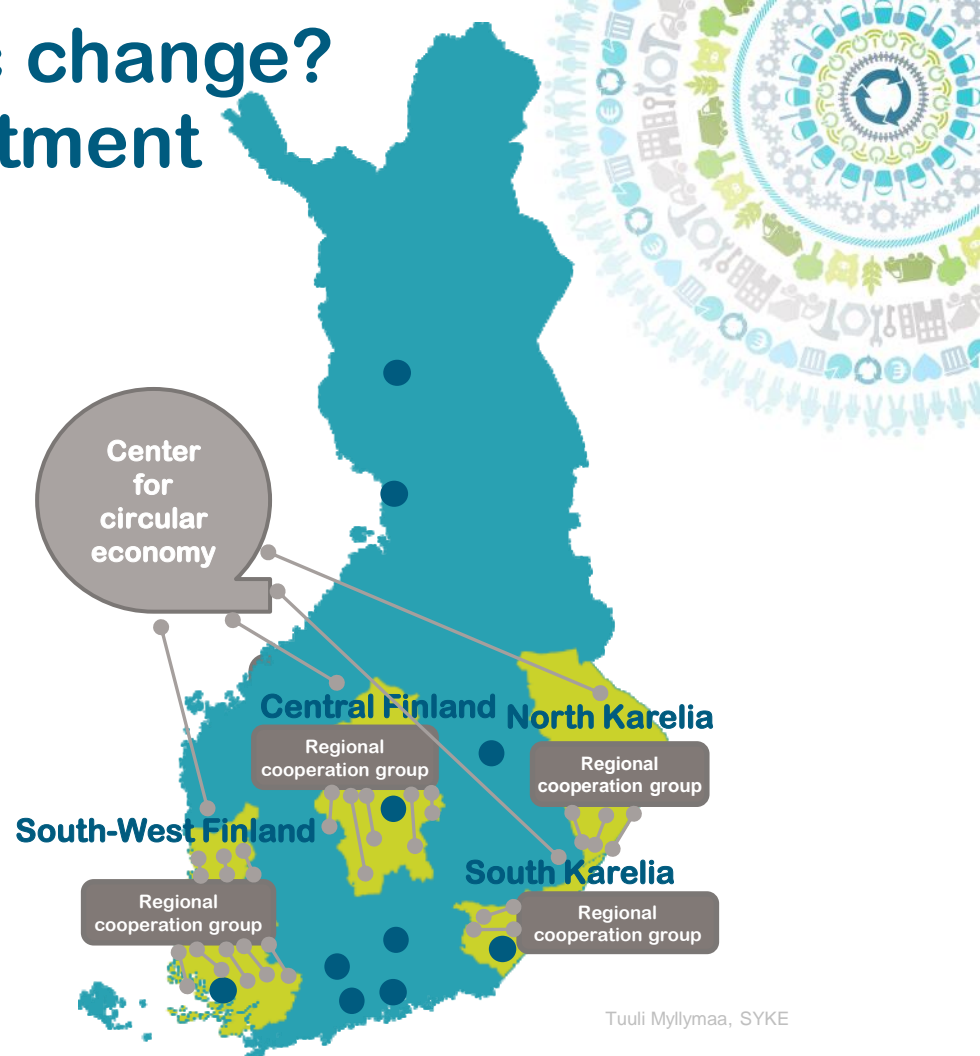 change?
tment
Center
for
circular
economy
Central Finland
North Karelia
Regional
cooperation group
Regional
cooperation group
South-West Finland
South Karelia
Regional
cooperation group
Regional
cooperation group
Tuuli Myllymaa, SYKE